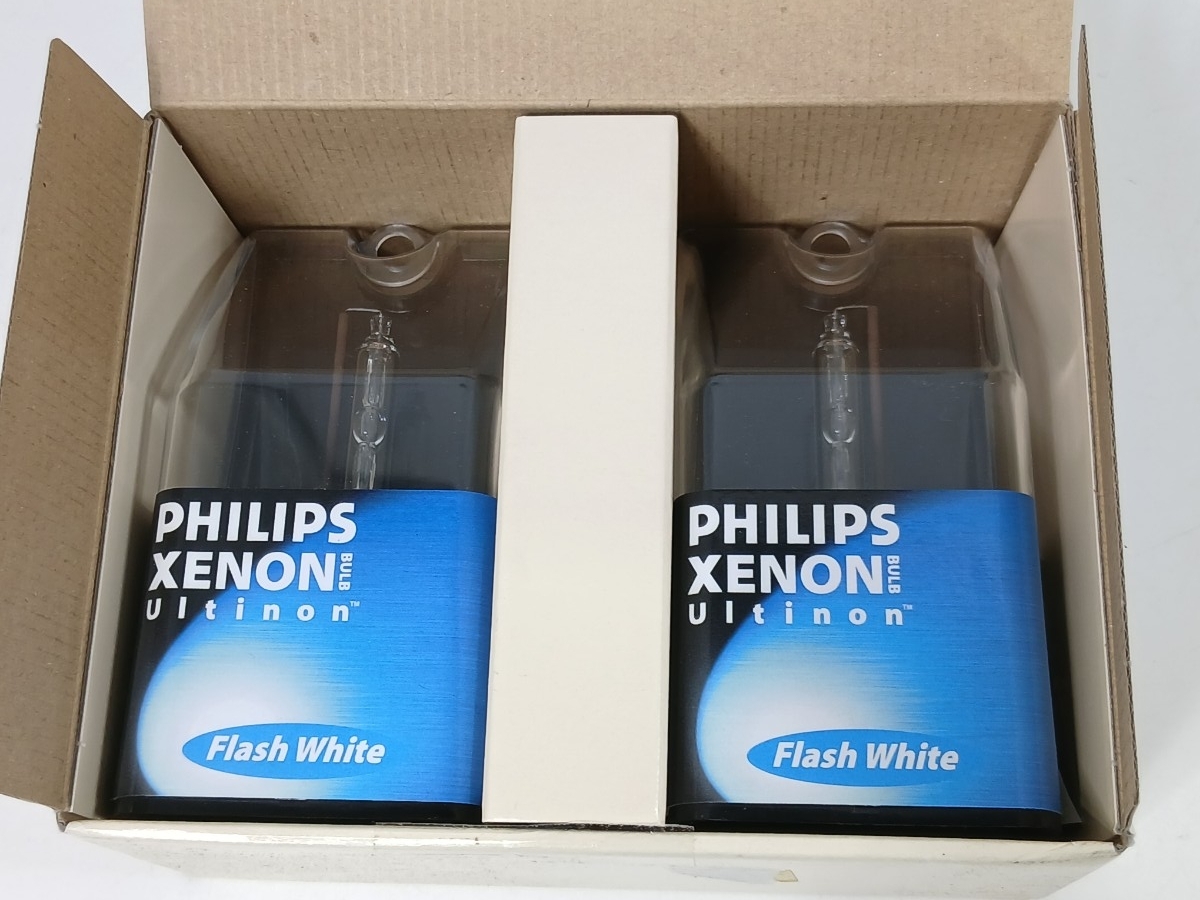 PHILIPS
XENON BULB
Ultinon™
Flash White
PHILIPS
XENON BULB
Ultinon™
Flash White